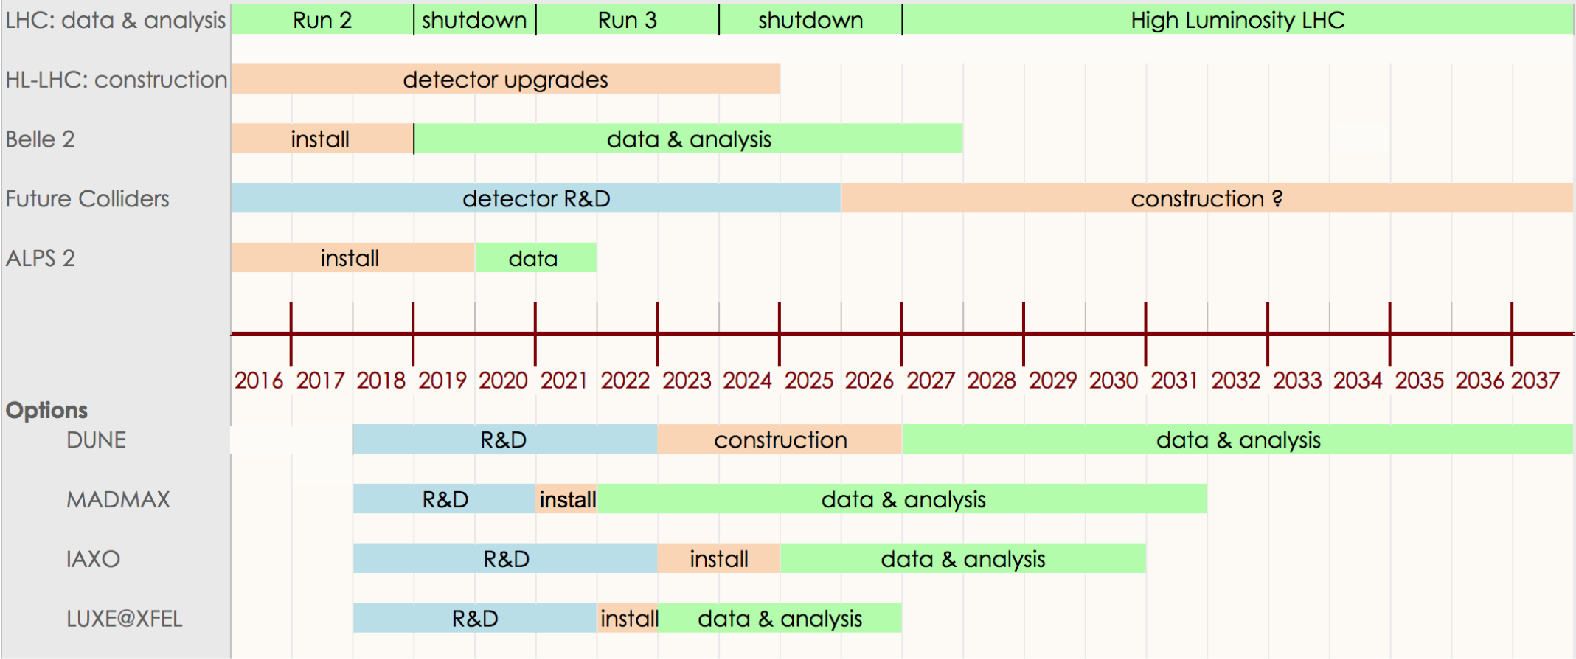 LHC: data & analysis Run 2 shutdown Run 3 shutdown High Luminosity LHC
HL-LHC: construction detector upgrades
Belle 2 install data & analysis
Future Colliders detector R&D construction ?
ALPS 2 install data
2016 2017 2018 2019 2020 2021 2022 2023 2024 2025 2026 2027 2028 2029 2030 2031 2032 2033 2034 2035 2036 2037
Options
DUNE R&D construction data & analysis
MADMAX R&D install data & analysis
IAXO R&D install data & analysis
LUXE@XFEL R&D install data & analysis